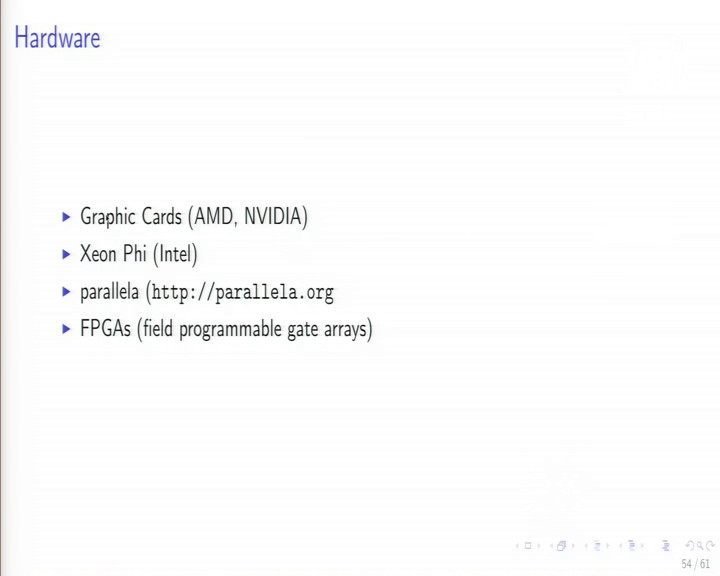 Hardware
Graphic Cards (AMD, NVIDIA)
Xeon Phi (Intel)
parallela (http://parallela.org
FPGAs (field programmable gate arrays)
54 / 61